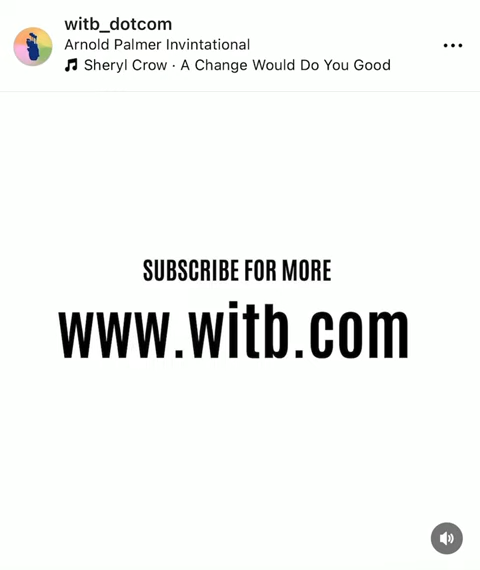 witb_dotcom
Arnold Palmer Invintational
Sheryl Crow · A Change Would Do You Good
SUBSCRIBE FOR MORE
www.witb.com